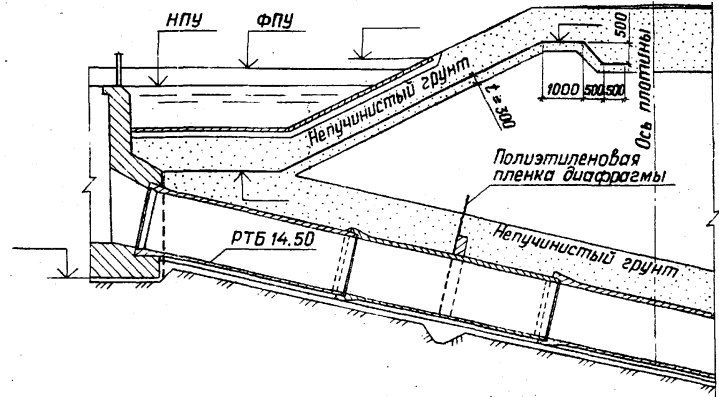 НПУ
ФПУ
500
Непучинистый грунт
t = 300
1000
500
500
Ось плотины
Полиэтиленовая
пленка диафрагмы
РТБ 14.50
Непучинистый грунт